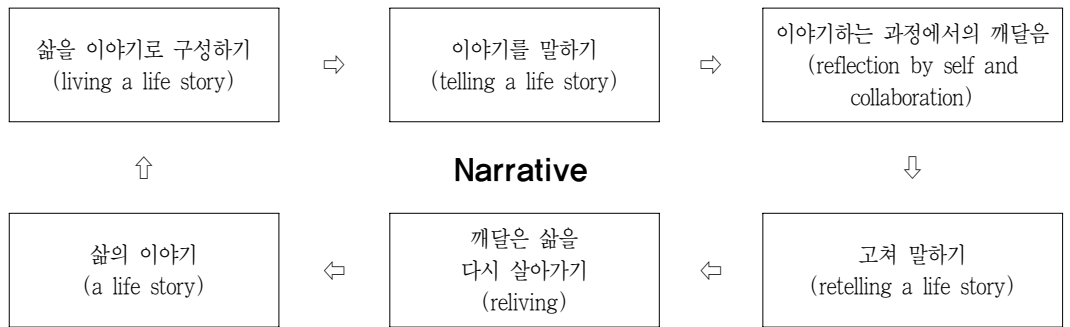 삶을 이야기로 구성하기
(living a life story)
⇨
이야기를 말하기
(telling a life story)
⇨
이야기하는 과정에서의 깨달음
(reflection by self and
collaboration)
⇧
Narrative
⇩
삶의 이야기
(a life story)
⇦
깨달은 삶을
다시 살아가기
(reliving)
⇦
고쳐 말하기
(retelling a life story)